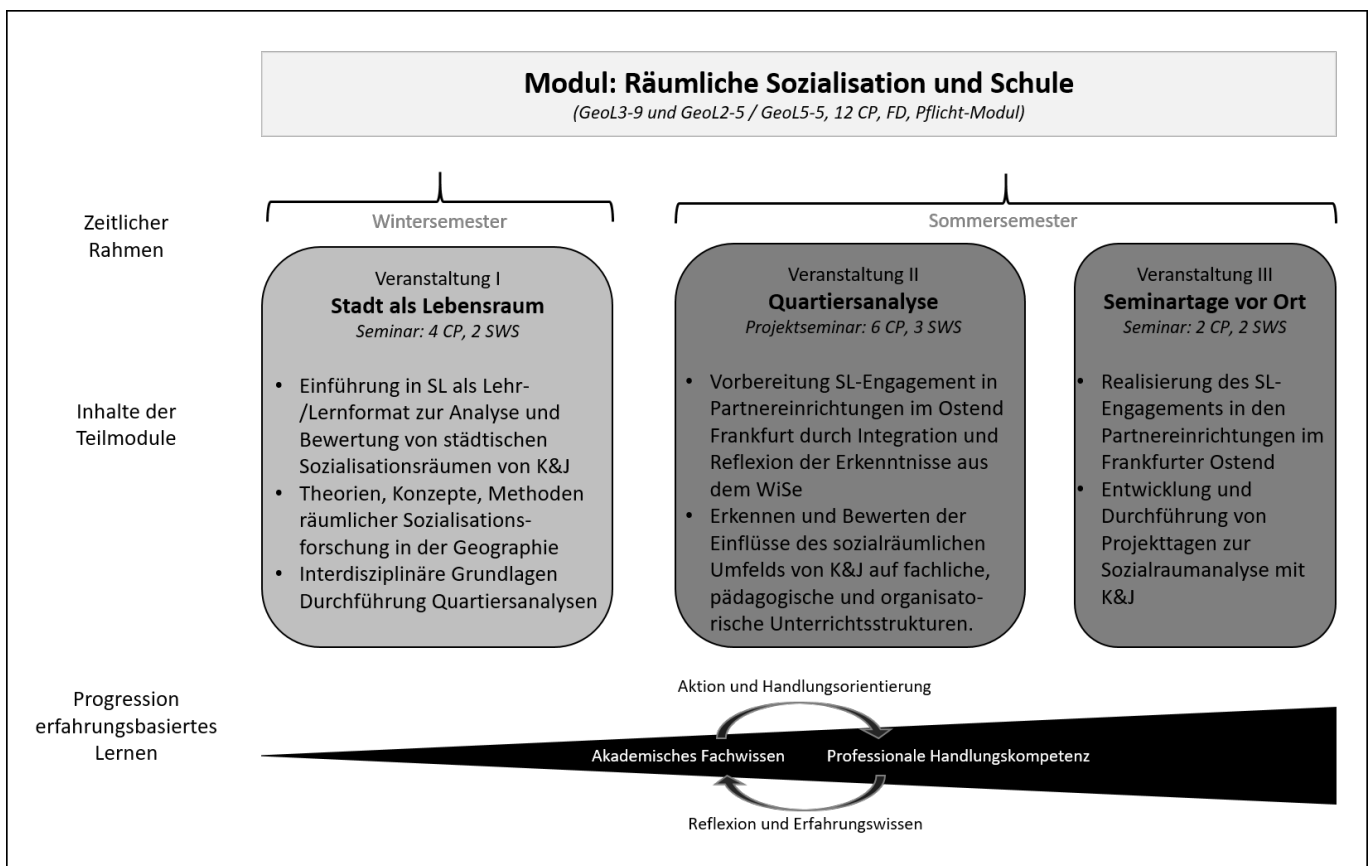 Modul: Räumliche Sozialisation und Schule
(GeoL3-9 und GeoL2-5 / GeoL5-5, 12 CP, FD, Pflicht-Modul)
Zeitlicher
Rahmen
Wintersemester
Sommersemester
Inhalte der
Teilmodule
Veranstaltung I
Stadt als Lebensraum
Seminar: 4 CP, 2 SWS
• Einführung in SL als Lehr-
/Lernformat zur Analyse und
Bewertung von städtischen
Sozialisationsräumen von K&J
• Theorien, Konzepte, Methoden
räumlicher Sozialisations-
forschung in der Geographie
• Interdisziplinäre Grundlagen
Durchführung Quartiersanalysen
Veranstaltung II
Quartiersanalyse
Projektseminar: 6 CP, 3 SWS
• Vorbereitung SL-Engagement in
Partnereinrichtungen im Ostend
Frankfurt durch Integration und
Reflexion der Erkenntnisse aus
dem WiSe
• Erkennen und Bewerten der
Einflüsse des sozialräumlichen
Umfelds von K&J auf fachliche,
pädagogische und organisato-
rische Unterrichtsstrukturen.
Veranstaltung III
Seminartage vor Ort
Seminar: 2 CP, 2 SWS
• Realisierung des SL-
Engagements in den
Partnereinrichtungen im
Frankfurter Ostend
• Entwicklung und
Durchführung von
Projekttagen zur
Sozialraumanalyse mit
K&J
Progression
erfahrungsbasiertes
Lernen
Aktion und Handlungsorientierung
Akademisches Fachwissen
Professionale Handlungskompetenz
Reflexion und Erfahrungswissen